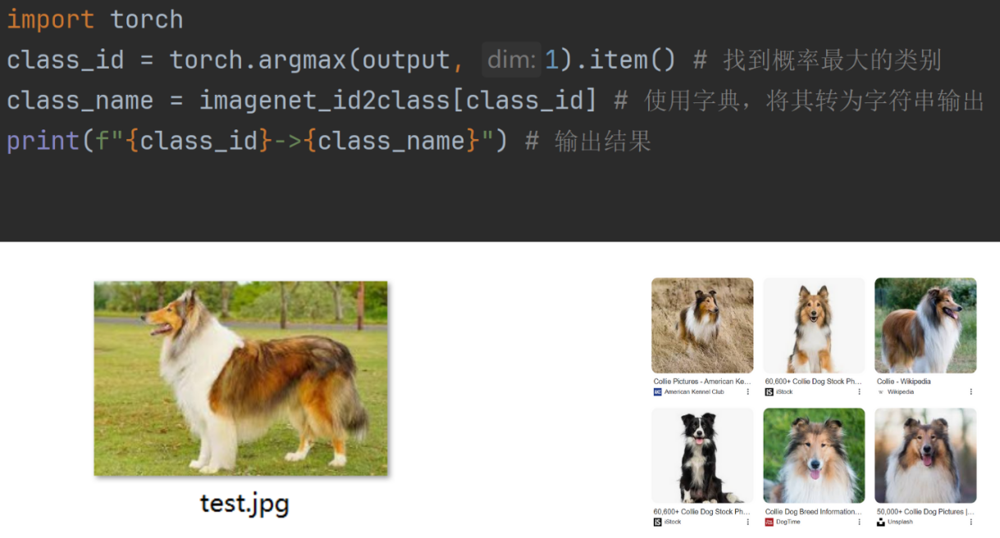 import torch
class_id = torch.argmax(output, dim: 1).item() # 找到概率最大的类别
class_name = imagenet_id2class[class_id] # 使用字典，将其转为字符串输出
print(f"{class_id}->{class_name}") # 输出结果
test.jpg
Collie Pictures - American Ke...
American Kennel Club
60,600+ Collie Dog Stock Ph...
iStock
Collie - Wikipedia
Wikipedia
60,600+ Collie Dog Stock Ph...
iStock
Collie Dog Breed Information...
DogTime
50,000+ Collie Dog Pictures |...
Unsplash